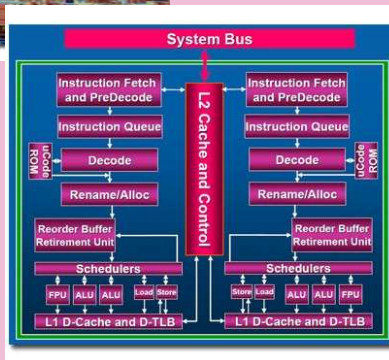 System Bus
Instruction Fetch
and PreDecode
Instruction Queue
uCode
ROM
Decode
Rename/Alloc
Reorder Buffer
Retirement Unit
Schedulers
FPU
ALU
ALU
Load
Store
L1 D-Cache and D-TLB
L2 Cache and Control
Instruction Fetch
and PreDecode
Instruction Queue
Decode
uCode
ROM
Rename/Alloc
Reorder Buffer
Retirement Unit
Schedulers
Store
Load
ALU
ALU
FPU
L1 D-Cache and D-TLB